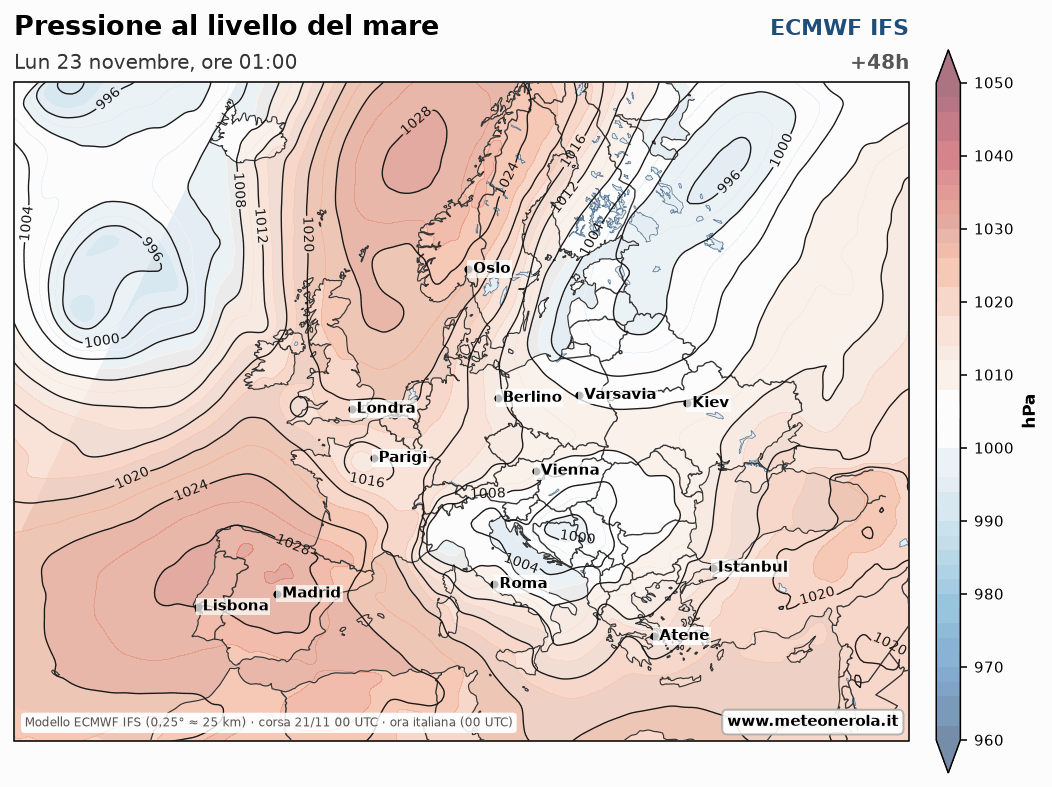 Pressione al livello del mare
ECMWF IFS
Lun 23 novembre, ore 01:00
+48h
996
1028
1050
1000
1016
1040
1024
996
1008
1012
1004
1012
1020
996
1004
1030
Oslo
1000
1020
Berlino
Varsavia
Kiev
Londra
1010
hPa
Parigi
Vienna
1000
1020
1016
1024
1008
990
1028
1000
1004
Istanbul
Roma
980
Madrid
1020
Lisbona
Atene
1020
970
Modello ECMWF IFS (0,25° ≈ 25 km) · corsa 21/11 00 UTC · ora italiana (00 UTC)
www.meteonerola.it
960